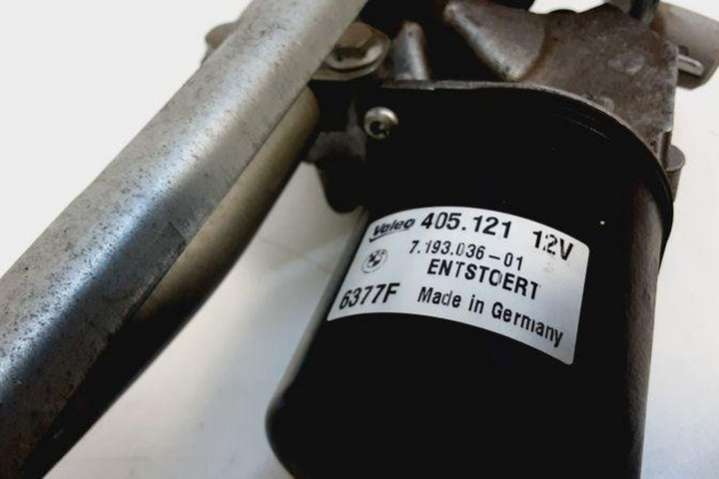 Valeo 405.121 12V
7.193.036-01
ENTSTOERT
6377F Made in Germany